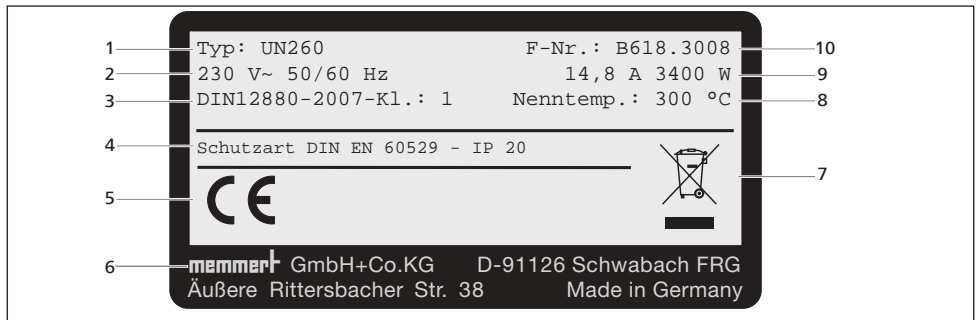 1 Typ: UN260 F-Nr.: B618.3008 10
2 230 V~ 50/60 Hz 14,8 A 3400 W 9
3 DIN12880-2007-Kl.: 1 Nenntemp.: 300 ºC 8
4 Schutzart DIN EN 60529 - IP 20
7
5 CE
6 memmert GmbH+Co.KG D-91126 Schwabach FRG
Äußere Rittersbacher Str. 38 Made in Germany